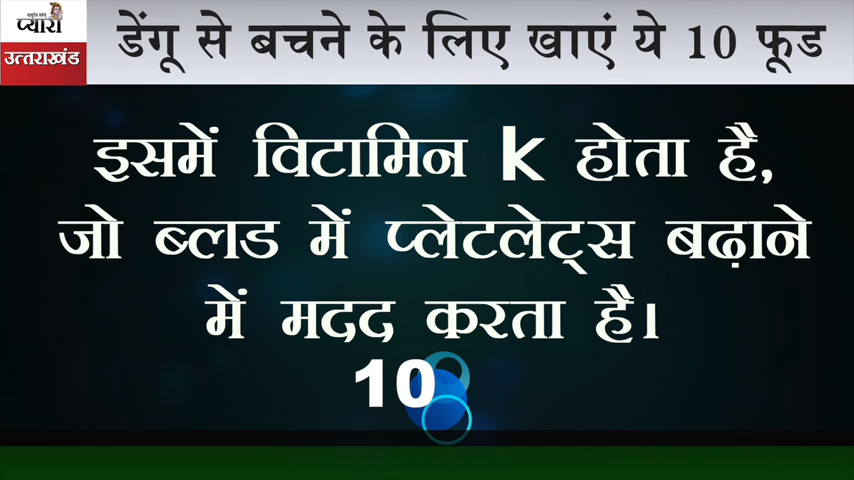 प्यारा
उत्तराखंड
डेंगू से बचने के लिए खाएं ये 10 फूड
इसमें विटामिन k होता है,
जो ब्लड में प्लेटलेट्स बढ़ाने
में मदद करता है।
10